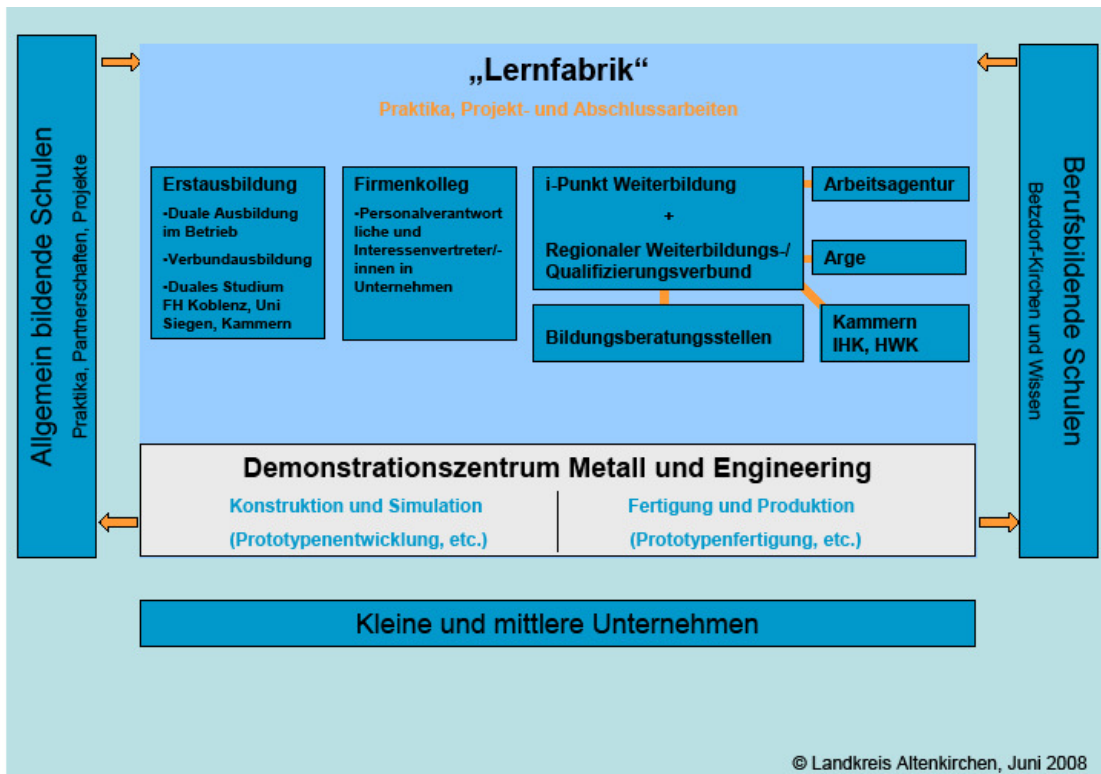 Allgemein bildende Schulen
Praktika, Partnerschaften, Projekte
„Lernfabrik“
Praktika, Projekt- und Abschlussarbeiten
Erstausbildung
-Duale Ausbildung
im Betrieb
-Verbundausbildung
-Duales Studium
FH Koblenz, Uni
Siegen, Kammern
Firmenkolleg
-Personalverantwort
liche und
Interessenvertreter/-
innen in
Unternehmen
i-Punkt Weiterbildung
+
Regionaler Weiterbildungs-/
Qualifizierungsverbund
Bildungsberatungsstellen
Arbeitsagentur
Arge
Kammern
IHK, HWK
Berufsbildende Schulen
Betzdorf-Kirchen und Wissen
Demonstrationszentrum Metall und Engineering
Konstruktion und Simulation
(Prototypenentwicklung, etc.)
Fertigung und Produktion
(Prototypenfertigung, etc.)
Kleine und mittlere Unternehmen
© Landkreis Altenkirchen, Juni 2008